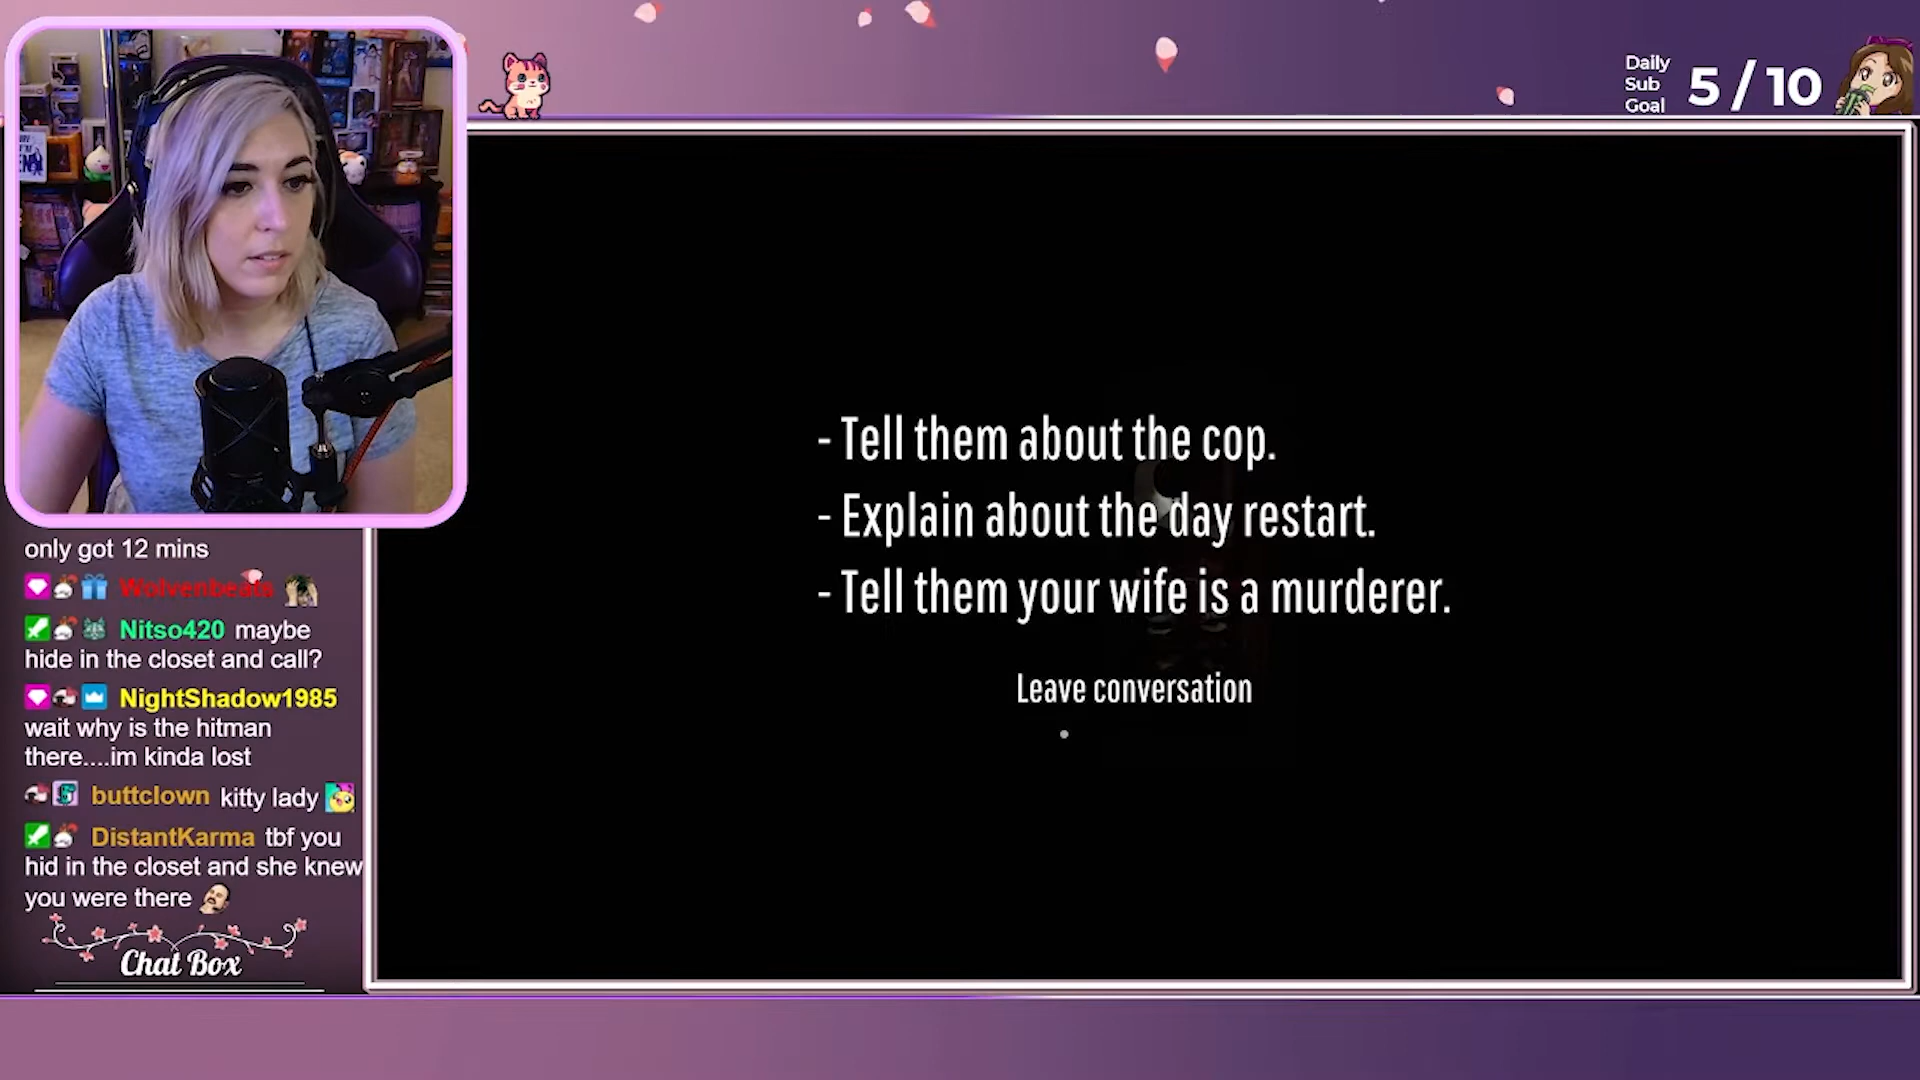 Daily
Sub
Goal
5 / 10
- Tell them about the cop.
- Explain about the day restart.
- Tell them your wife is a murderer.
Leave conversation
only got 12 mins
Wolvenbeats
Nitso420 maybe
hide in the closet and call?
NightShadow1985
wait why is the hitman
there....im kinda lost
buttclown kitty lady
DistantKarma tbf you
hid in the closet and she knew
you were there
Chat Box